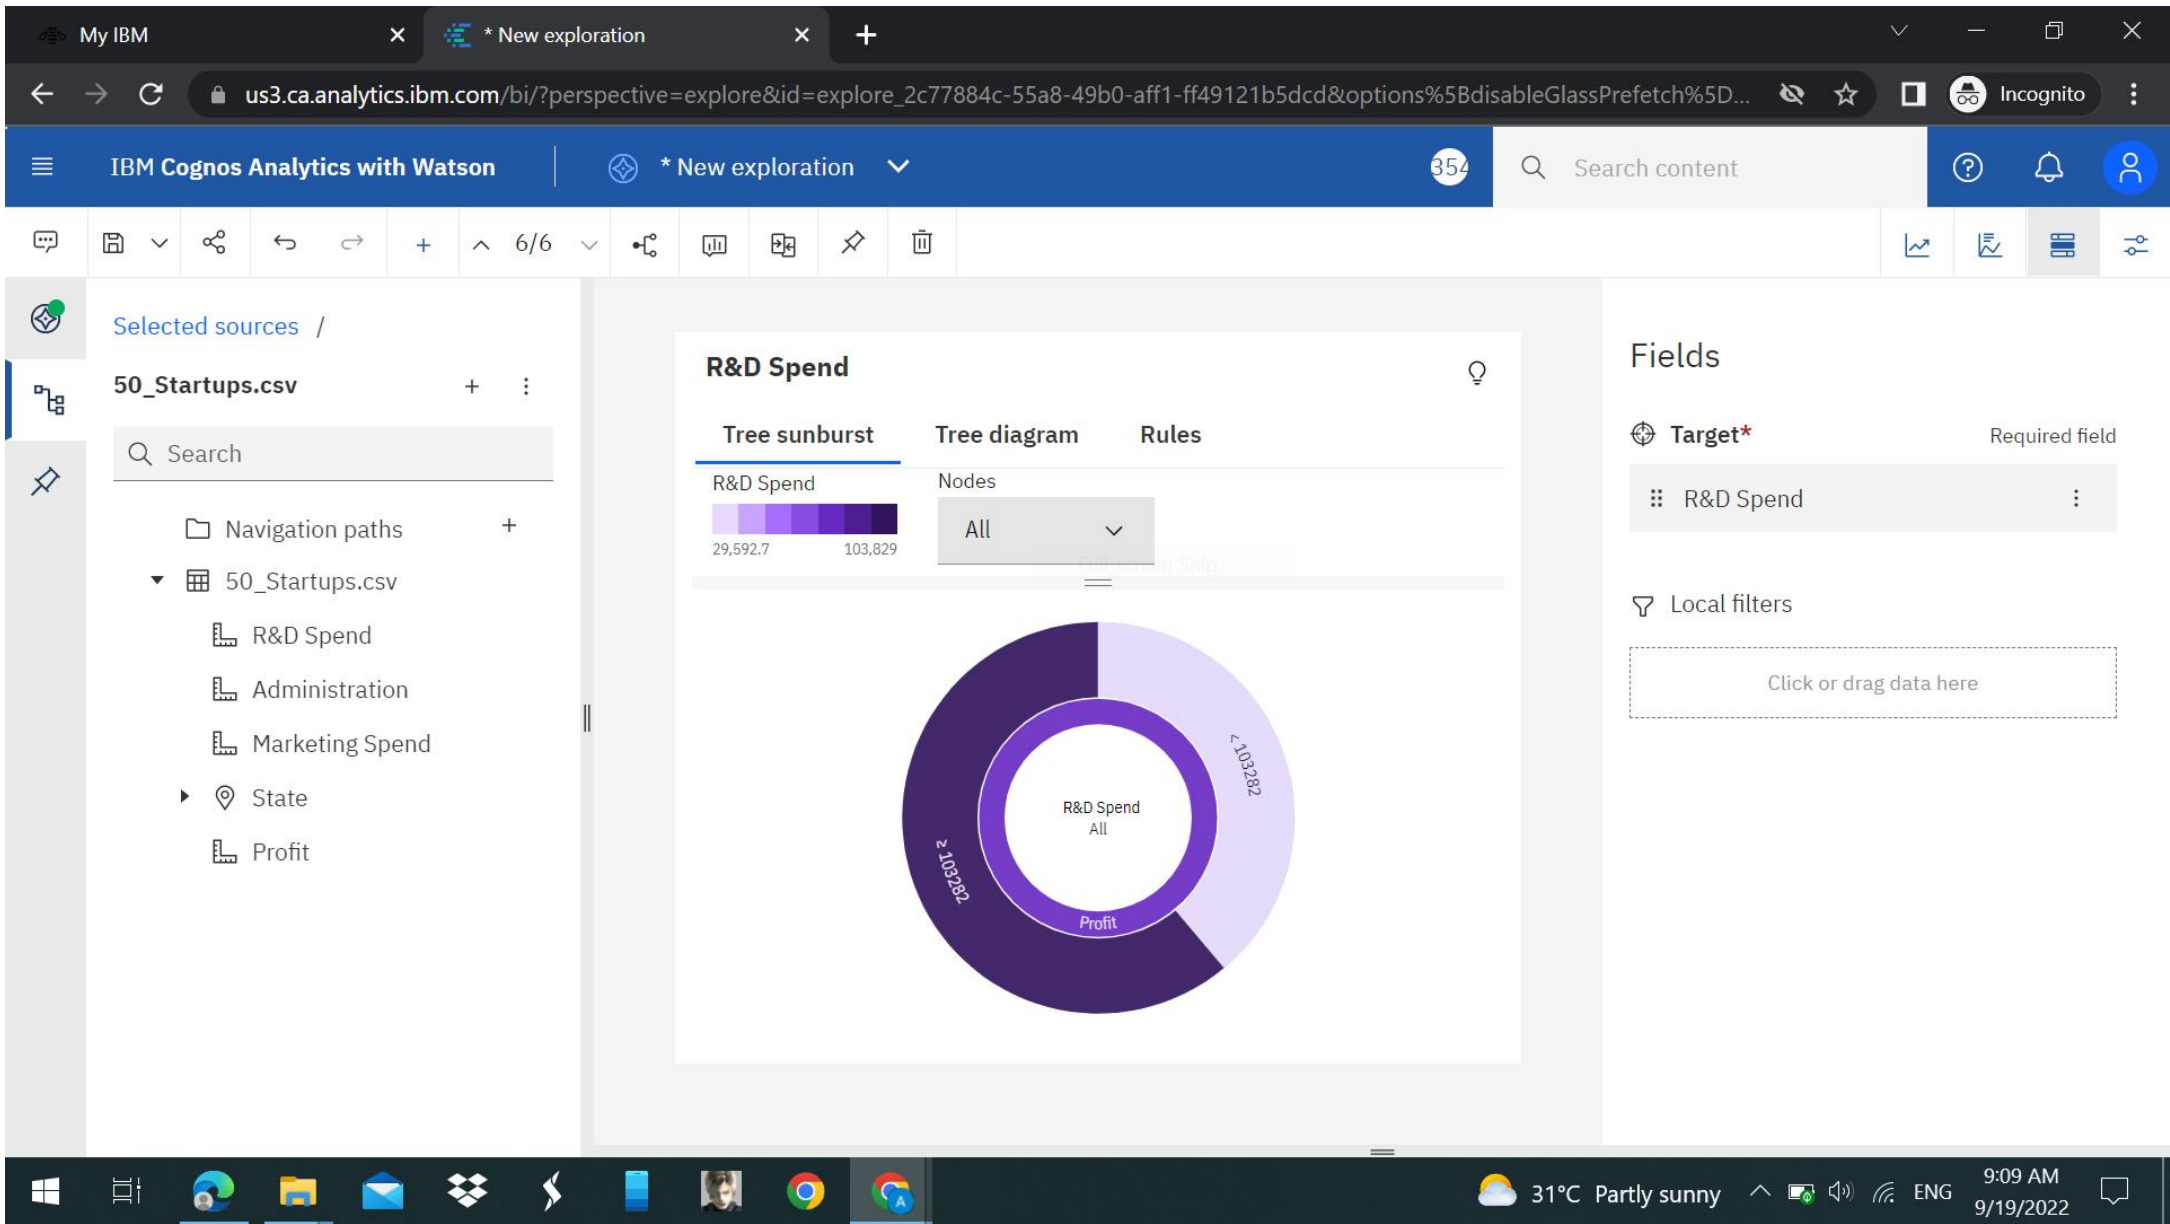 My IBM
* New exploration
us3.ca.analytics.ibm.com/bi/?perspective=explore&id=explore_2c77884c-55a8-49b0-aff1-ff49121b5dcd&options%5BdisableGlassPrefetch%5D...
Incognito
IBM Cognos Analytics with Watson
* New exploration
354
Search content
6/6
Selected sources /
50_Startups.csv
Search
Navigation paths
50_Startups.csv
R&D Spend
Administration
Marketing Spend
State
Profit
R&D Spend
Tree sunburst
Tree diagram
Rules
R&D Spend
29,592.7
103,829
Nodes
All
Full-screen Snip
< 103282
R&D Spend
All
≥ 103282
Profit
Fields
Target*
Required field
R&D Spend
Local filters
Click or drag data here
31°C Partly sunny
ENG
9:09 AM
9/19/2022